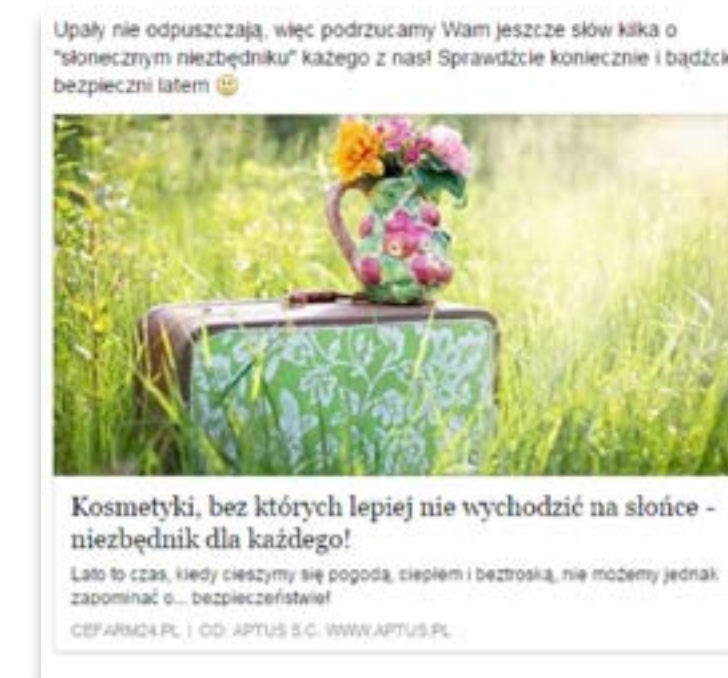 Upały nie odpuszczają, więc podrzucamy Wam jeszcze słów kilka o
"słonecznym niezbędniku" każego z nas! Sprawdźcie koniecznie i bądźcie
bezpieczni latem
Kosmetyki, bez których lepiej nie wychodzić na słońce -
niezbędnik dla każdego!
Lato to czas, kiedy cieszymy się pogodą, ciepłem i beztroską, nie możemy jednak
zapominać o... bezpieczeństwie!
CEFARM24.PL | OD: APTUS S.C. WWW.APTUS.PL